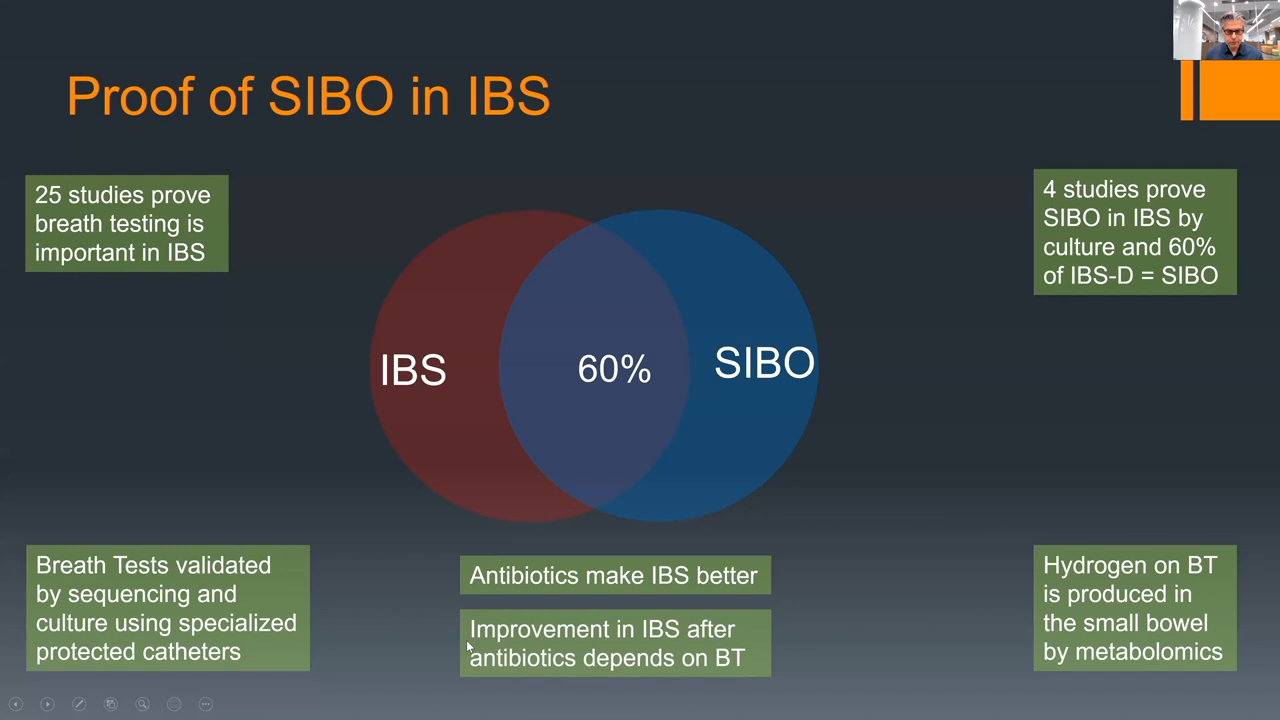 Proof of SIBO in IBS
25 studies prove
breath testing is
important in IBS
4 studies prove
SIBO in IBS by
culture and 60%
of IBS-D = SIBO
IBS
60%
SIBO
Breath Tests validated
by sequencing and
culture using specialized
protected catheters
Antibiotics make IBS better
Improvement in IBS after
antibiotics depends on BT
Hydrogen on BT
is produced in
the small bowel
by metabolomics